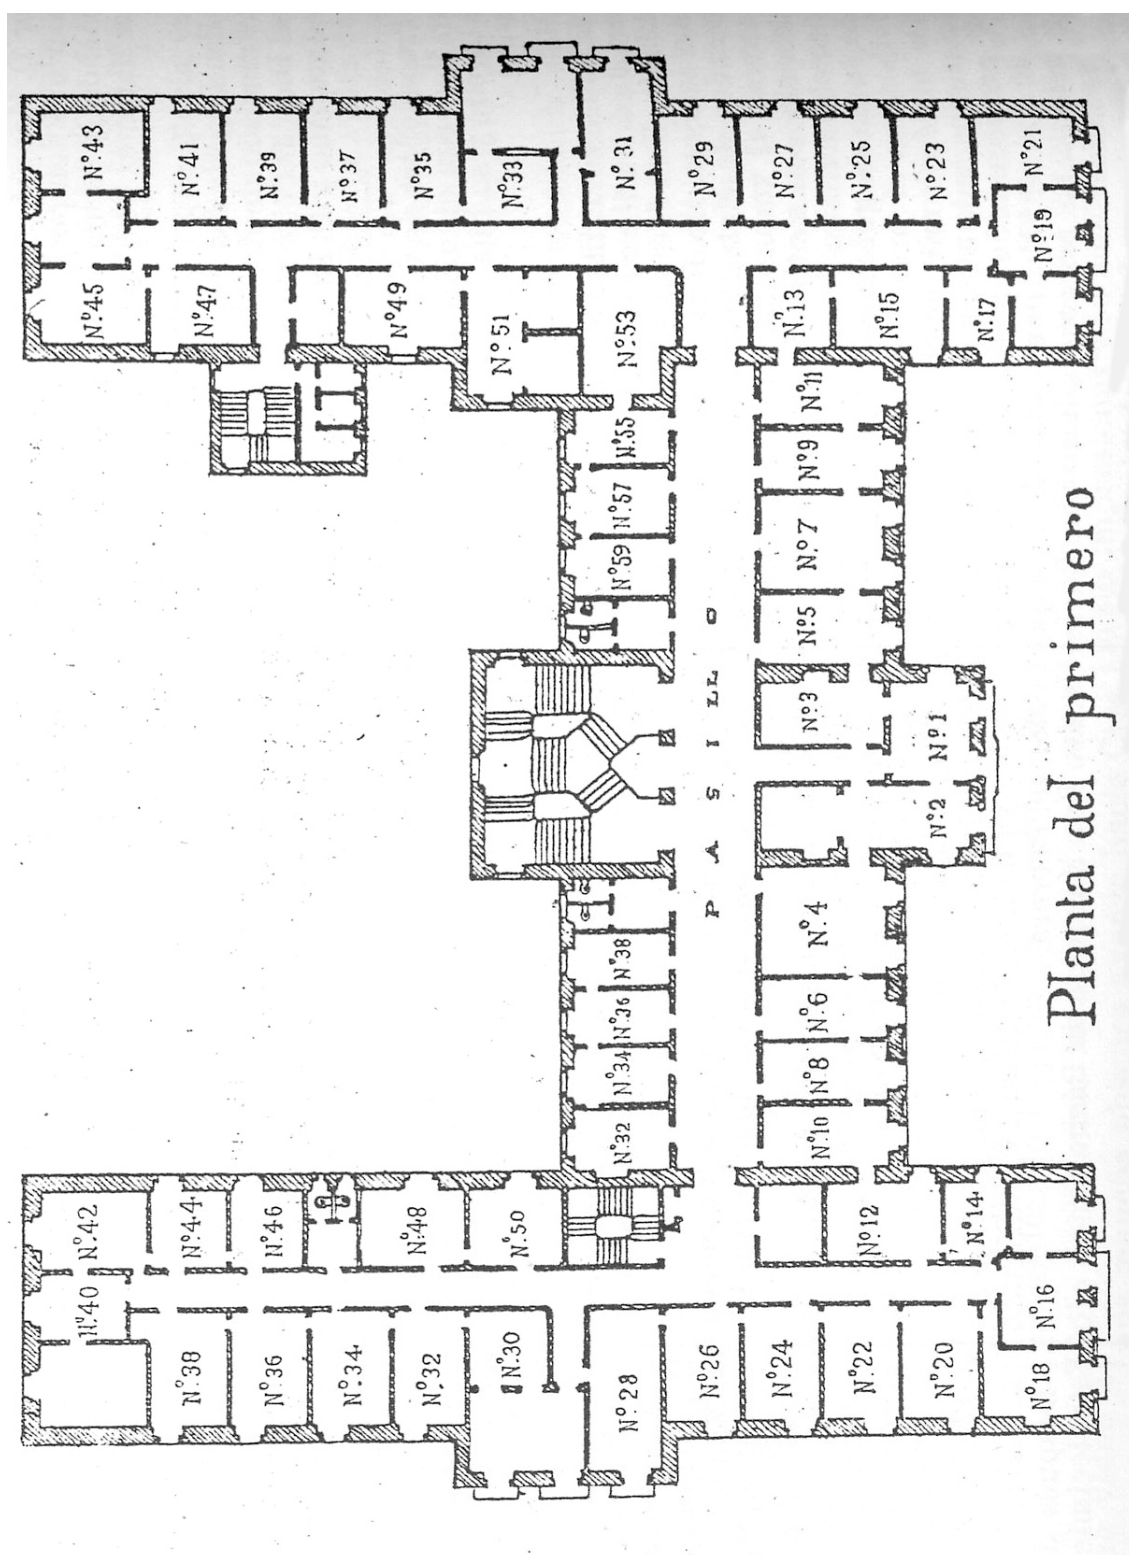 Planta del primero
PASILLO
Nº.43
Nº.41
Nº.39
Nº.37
Nº.35
Nº.33
Nº.31
Nº.29
Nº.27
Nº.25
Nº.23
Nº.21
Nº.19
Nº.45
Nº.47
Nº.49
Nº.51
Nº.53
Nº.13
Nº.15
Nº.17
Nº.55
Nº.57
Nº.59
Nº.11
Nº.9
Nº.7
Nº.5
Nº.3
Nº.1
Nº.2
Nº.4
Nº.6
Nº.8
Nº.10
Nº.38
Nº.36
Nº.34
Nº.32
Nº.42
Nº.44
Nº.46
Nº.48
Nº.50
Nº.12
Nº.14
Nº.40
Nº.16
Nº.38
Nº.36
Nº.34
Nº.32
Nº.30
Nº.28
Nº.26
Nº.24
Nº.22
Nº.20
Nº.18